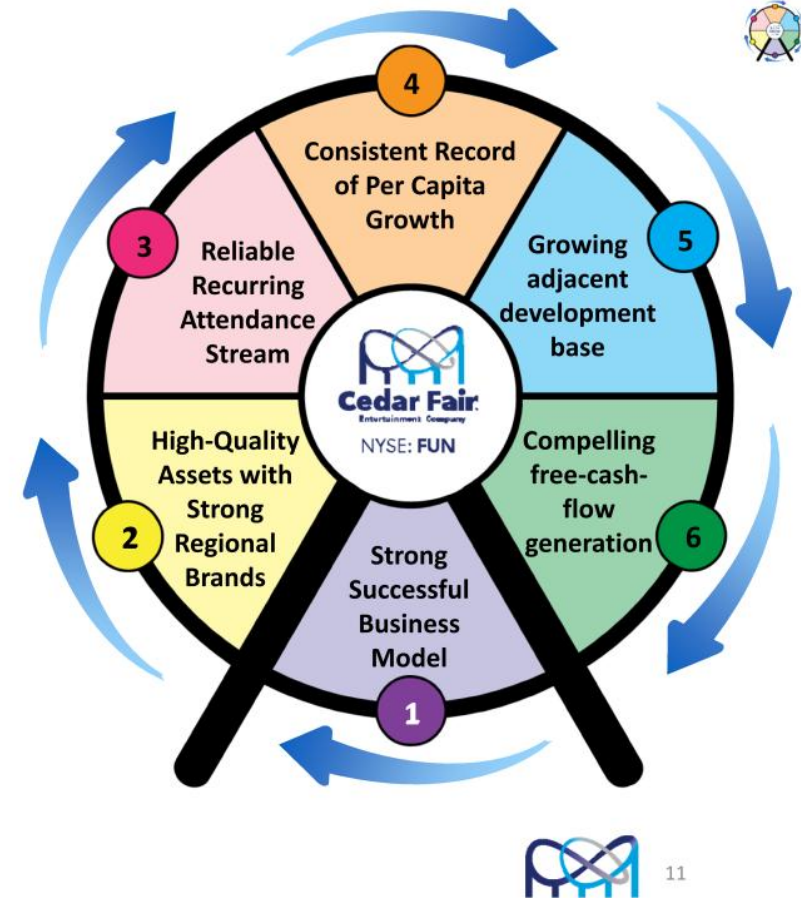 4
Consistent Record
of Per Capita
Growth
3
Reliable
Recurring
Attendance
Stream
5
Growing
adjacent
development
base
Cedar Fair.
Entertainment Company
NYSE: FUN
2
High-Quality
Assets with
Strong
Regional
Brands
Compelling
free-cash-
flow
generation
6
Strong
Successful
Business
Model
1
11